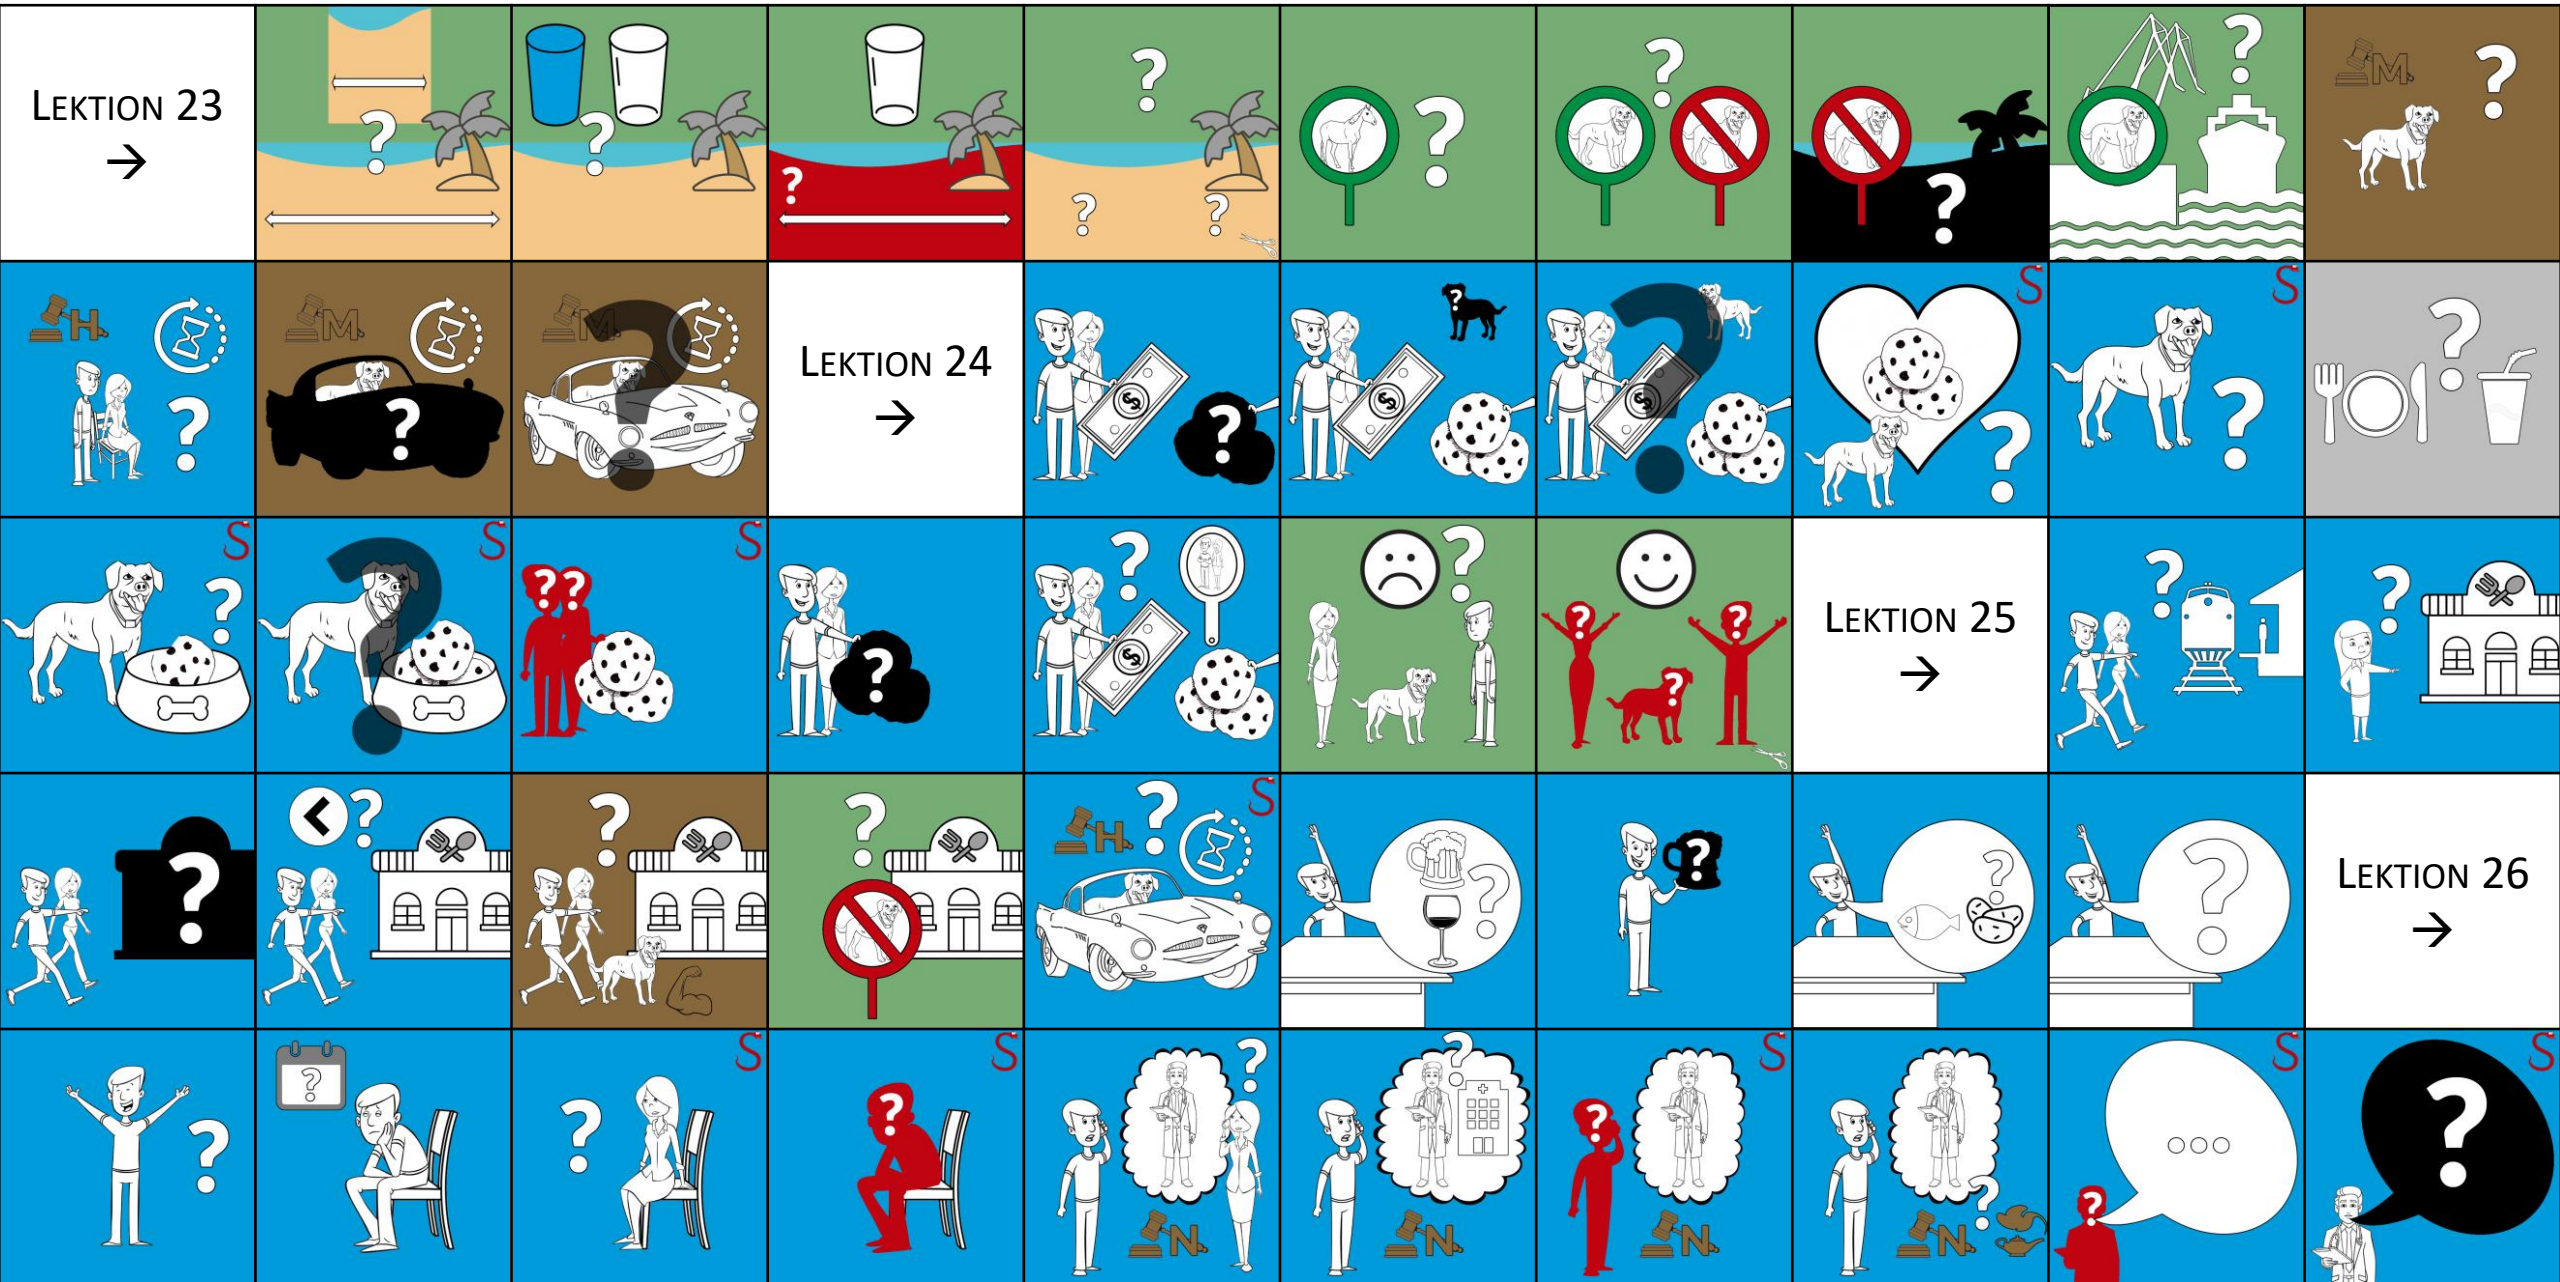 LEKTION 23
→
?
?
?
? ? ?
?
?
?
?
M ?
H ?
M ?
M ?
LEKTION 24
→
$ ?
? $
? $
S ?
S ?
?
S ?
S ?
S ? ?
?
? $
?
? ? ?
LEKTION 25
→
?
?
?
< ?
?
?
H ? S
?
?
?
?
LEKTION 26
→
?
?
S ?
S ?
? N
? N
S ? N
S ? N
S ... ?
S ?